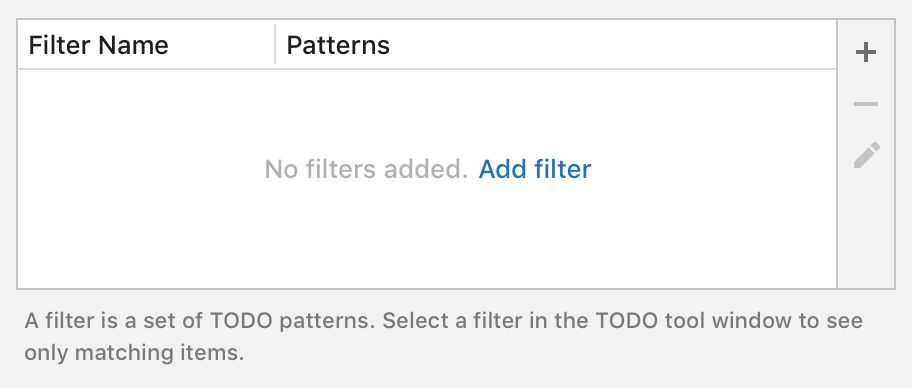 Filter Name Patterns
No filters added. Add filter
A filter is a set of TODO patterns. Select a filter in the TODO tool window to see
only matching items.